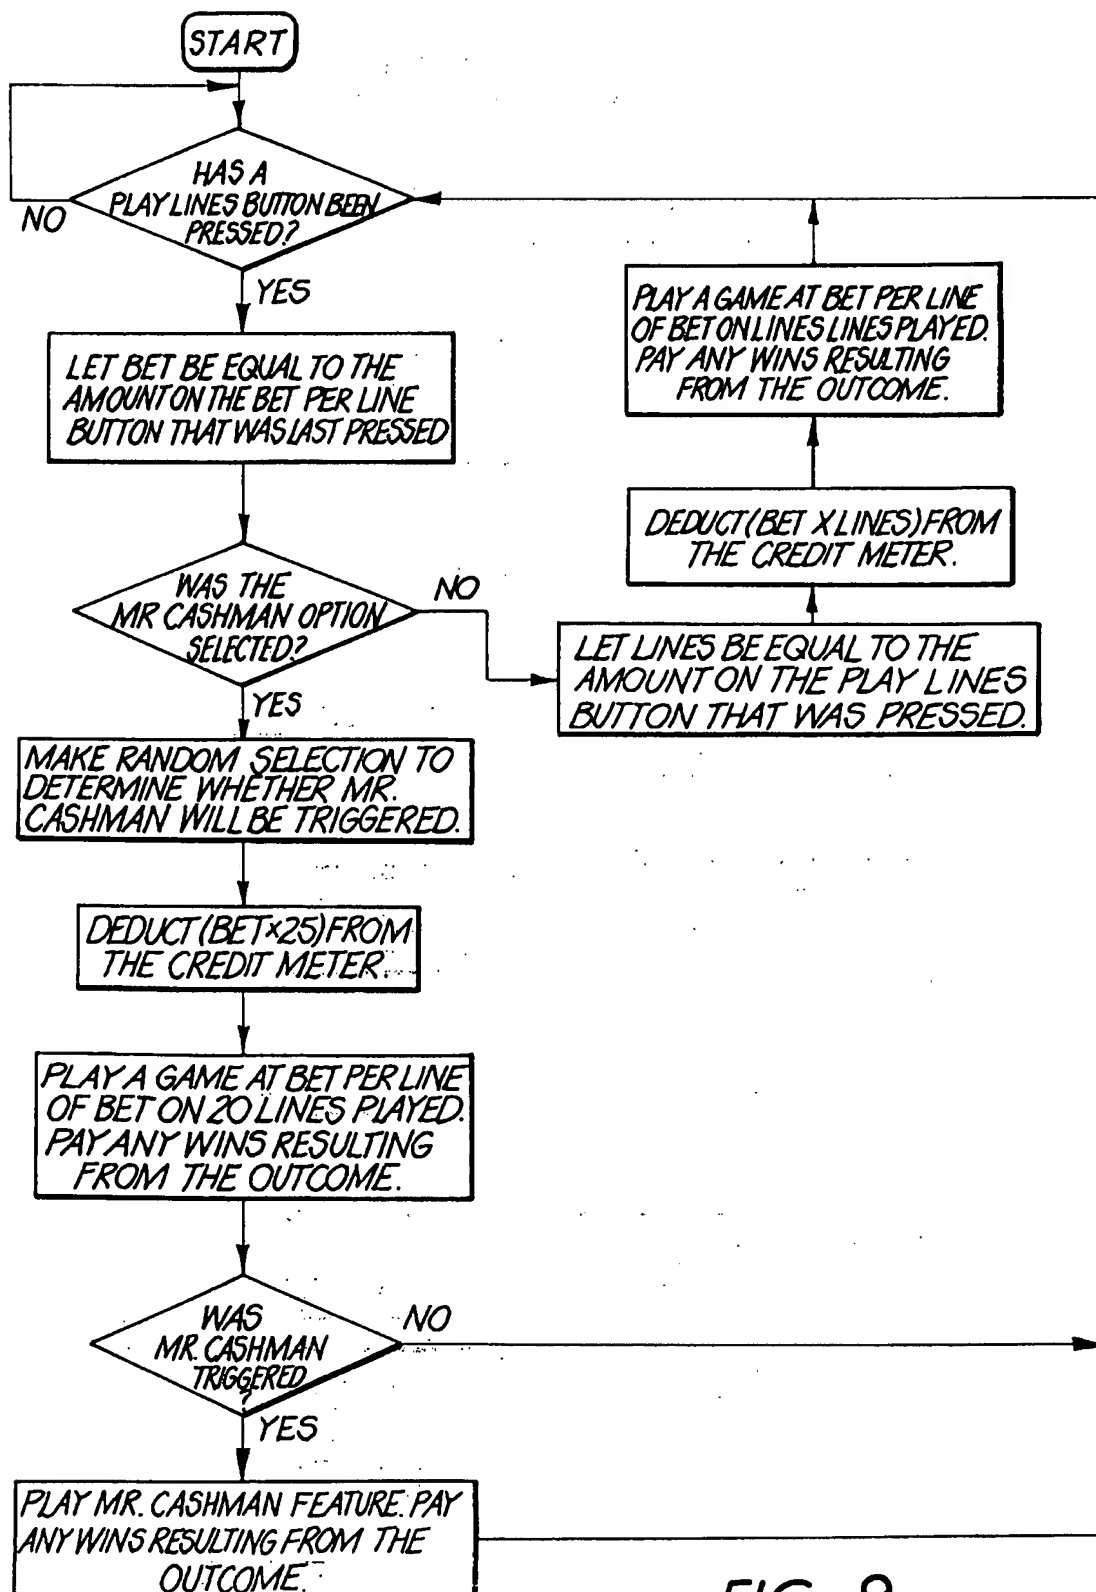 START
HAS A
PLAY LINES BUTTON BEEN
PRESSED?
NO
YES
LET BET BE EQUAL TO THE
AMOUNT ON THE BET PER LINE
BUTTON THAT WAS LAST PRESSED
WAS THE
MR CASHMAN OPTION
SELECTED?
NO
YES
LET LINES BE EQUAL TO THE
AMOUNT ON THE PLAY LINES
BUTTON THAT WAS PRESSED.
DEDUCT (BET X LINES) FROM
THE CREDIT METER.
PLAY A GAME AT BET PER LINE
OF BET ON LINES LINES PLAYED.
PAY ANY WINS RESULTING
FROM THE OUTCOME.
MAKE RANDOM SELECTION TO
DETERMINE WHETHER MR.
CASHMAN WILL BE TRIGGERED.
DEDUCT (BET×25) FROM
THE CREDIT METER.
PLAY A GAME AT BET PER LINE
OF BET ON 20 LINES PLAYED.
PAY ANY WINS RESULTING
FROM THE OUTCOME.
WAS
MR. CASHMAN
TRIGGERED
?
NO
YES
PLAY MR. CASHMAN FEATURE. PAY
ANY WINS RESULTING FROM THE
OUTCOME.
FIG.